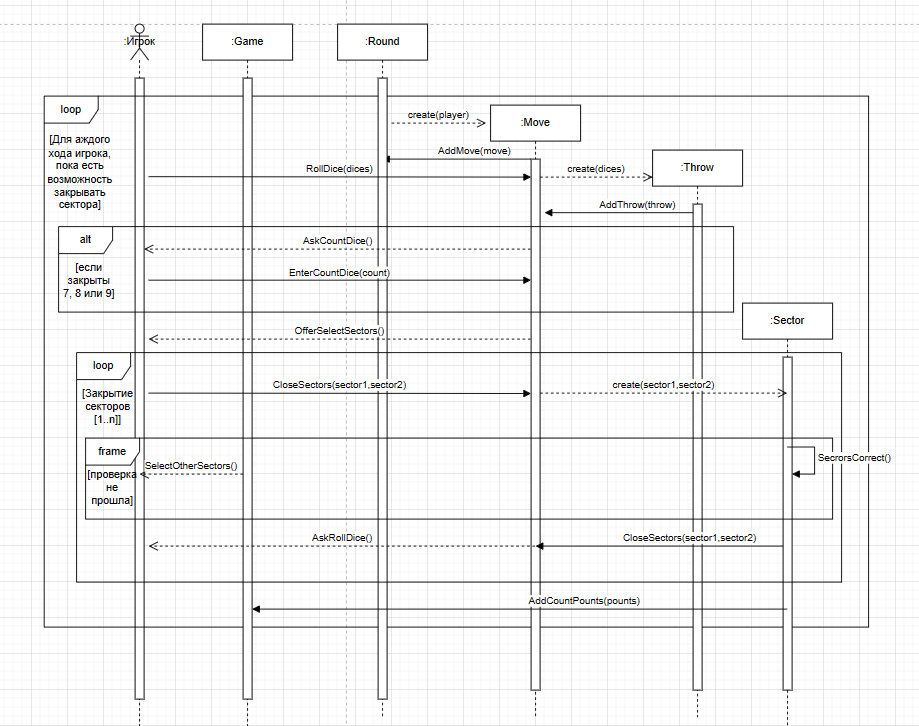 :Игрок
:Game
:Round
loop
create(player)
:Move
[Для аждого
хода игрока,
пока есть
возможность
закрывать
сектора]
AddMove(move)
RollDice(dices)
create(dices)
:Throw
AddThrow(throw)
alt
AskCountDice()
[если
закрыты
7, 8 или 9]
EnterCountDice(count)
:Sector
OfferSelectSectors()
loop
[Закрытие
секторов
[1..n]]
CloseSectors(sector1,sector2)
create(sector1,sector2)
frame
SecrorsCorrect()
SelectOtherSectors()
[проверка
не
прошла]
AskRollDice()
CloseSectors(sector1,sector2)
AddCountPounts(pounts)